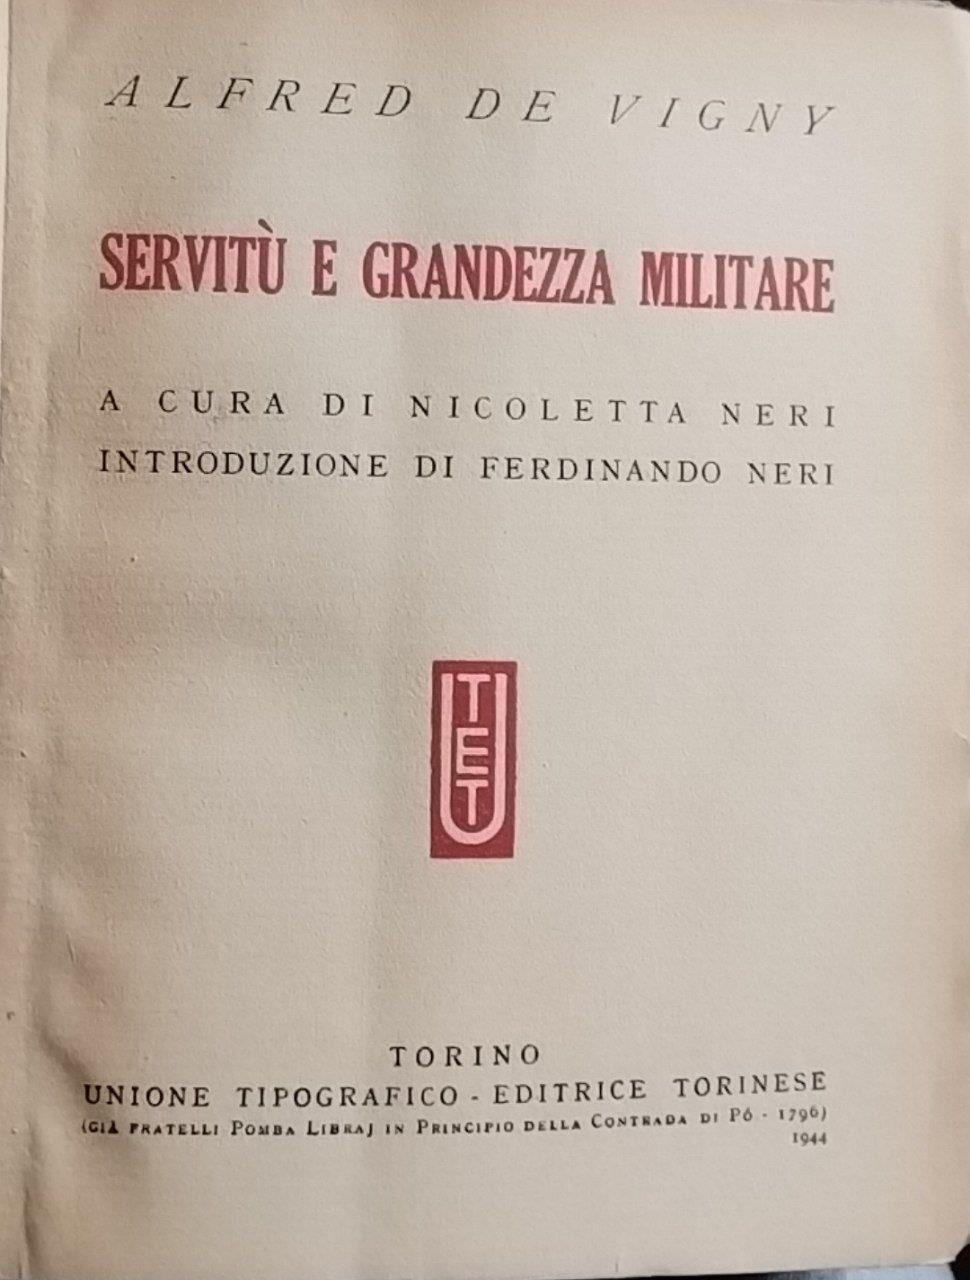 ALFRED DE VIGNY
SERVITÙ E GRANDEZZA MILITARE
A CURA DI NICOLETTA NERI
INTRODUZIONE DI FERDINANDO NERI
UTET
TORINO
UNIONE TIPOGRAFICO - EDITRICE TORINESE
(GIÀ FRATELLI POMBA LIBRAJ IN PRINCIPIO DELLA CONTRADA DI PÓ - 1796)
1944